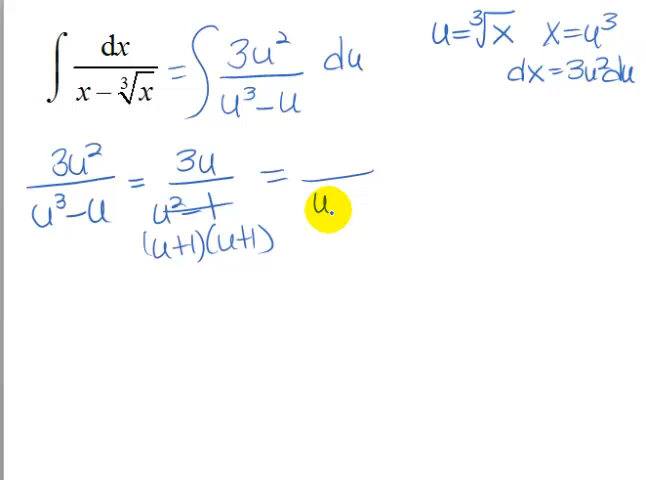 ∫ dx / (x − ∛x) = ∫ 3u² / (u³ − u) du
u = ∛x   x = u³
dx = 3u²du
3u² / (u³ − u) = 3u / (u² − 1) = — / u
(u+1)(u+1)